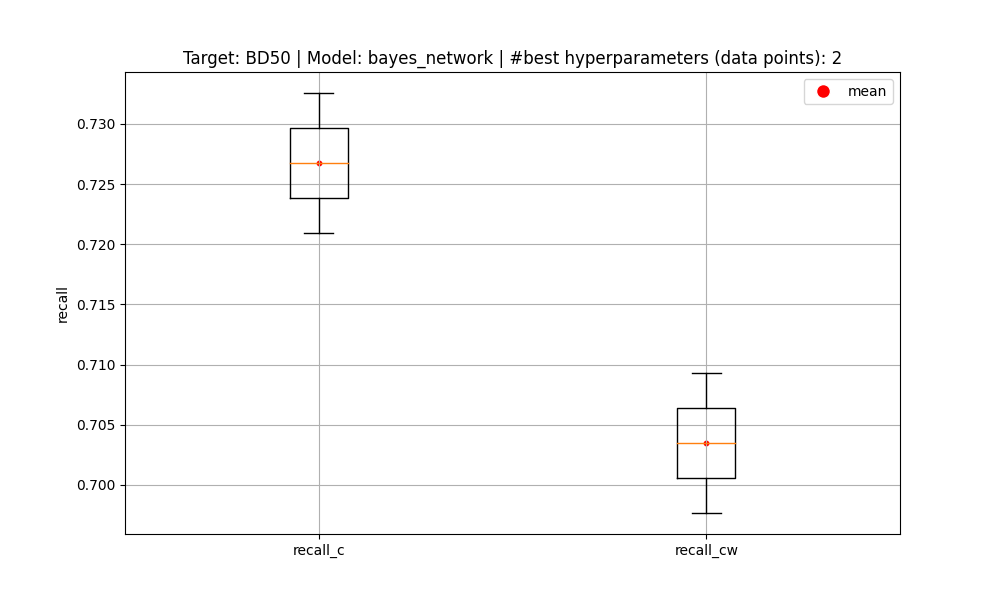 Target: BD50 | Model: bayes_network | #best hyperparameters (data points): 2
mean
0.730
0.725
0.720
0.715
0.710
0.705
0.700
recall
recall_c
recall_cw